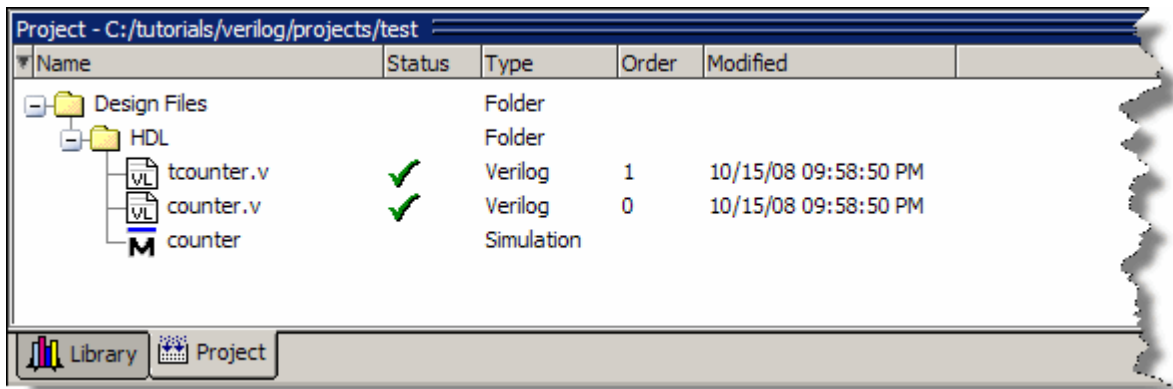 Project - C:/tutorials/verilog/projects/test
Name Status Type Order Modified
Design Files Folder
HDL Folder
VL tcounter.v Verilog 1 10/15/08 09:58:50 PM
VL counter.v Verilog 0 10/15/08 09:58:50 PM
M counter Simulation
Library Project